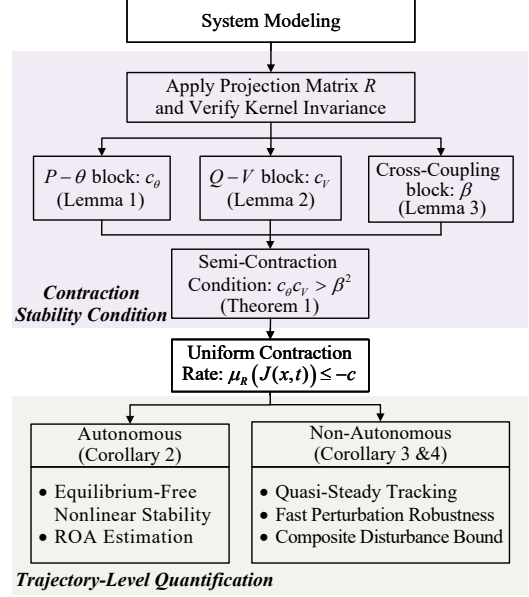 System Modeling
Apply Projection Matrix R
and Verify Kernel Invariance
P − θ block: c_θ
(Lemma 1)
Q − V block: c_V
(Lemma 2)
Cross-Coupling
block: β
(Lemma 3)
Semi-Contraction
Condition: c_θ c_V > β²
(Theorem 1)
Contraction
Stability Condition
Uniform Contraction
Rate: μ_R (J(x,t)) ≤ −c
Autonomous
(Corollary 2)
• Equilibrium-Free
Nonlinear Stability
• ROA Estimation
Non-Autonomous
(Corollary 3 &4)
• Quasi-Steady Tracking
• Fast Perturbation Robustness
• Composite Disturbance Bound
Trajectory-Level Quantification